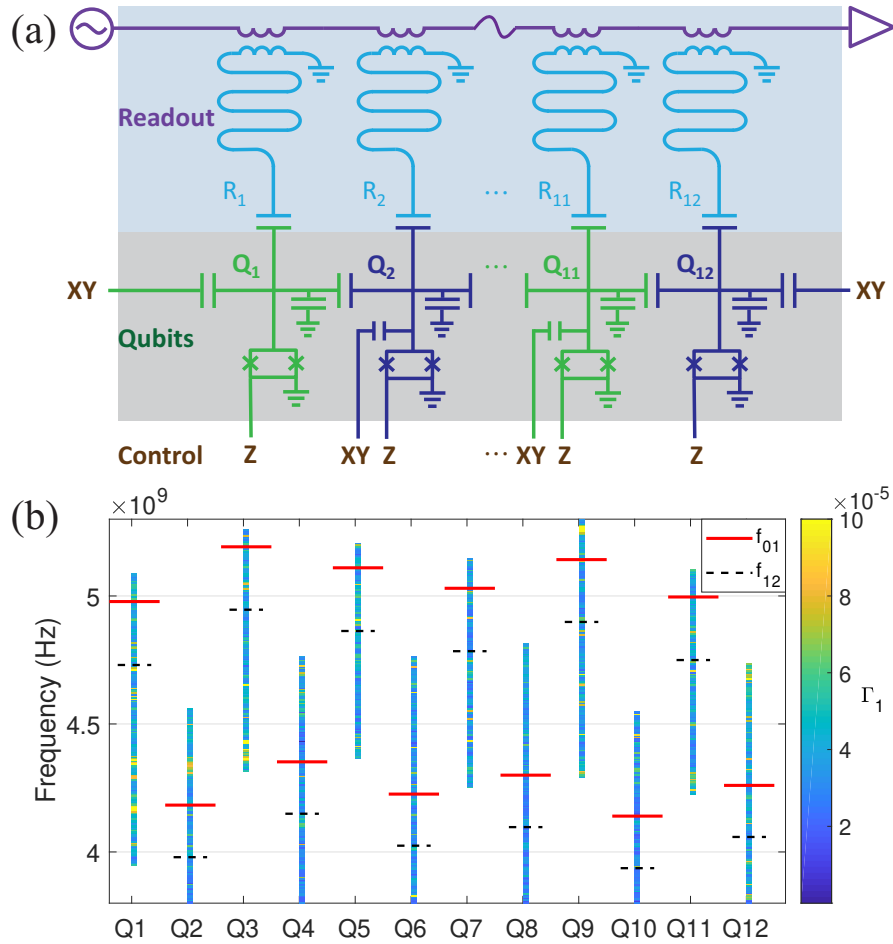 (a)
Readout
R₁ R₂ ... R₁₁ R₁₂
Q₁ Q₂ ... Q₁₁ Q₁₂
XY XY
Qubits
Control Z XY Z ... XY Z Z
(b)
×10⁹
×10⁻⁵
f₀₁
f₁₂
10
8
6
4
2
Γ₁
5
4.5
4
Frequency (Hz)
Q1 Q2 Q3 Q4 Q5 Q6 Q7 Q8 Q9 Q10 Q11 Q12